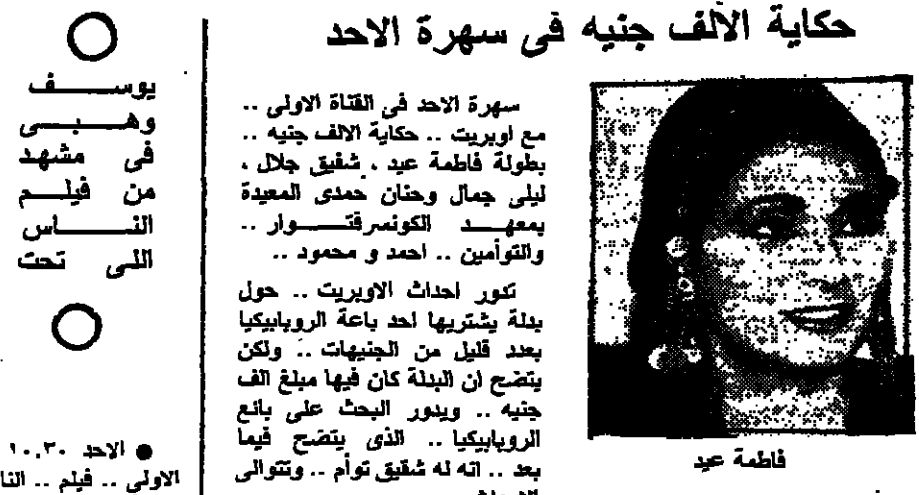 حكاية الألف جنيه فى سهرة الاحد
سهرة الاحد فى القناة الاولى ..
مع اوبريت .. حكاية الالف جنيه ..
بطولة فاطمة عيد ، شفيق جلال ،
ليلى جمال وحنان حمدى المعيدة
بمعهد الكونسرفتوار ..
والتوأمين .. احمد و محمود ..
تدور احداث الاوبريت .. حول
بدلة يشتريها احد باعة الروبابيكيا
بعدد قليل من الجنيهات .. ولكن
يتضح ان البدلة كان فيها مبلغ الف
جنيه .. ويدور البحث على بائع
الروبابيكيا .. الذى يتضح فيما
بعد .. انه له شقيق توأم .. وتتوالى
فاطمة عيد
يوسف
وهبى
فى مشهد
من فيلم
الناس
اللى تحت
● الاحد ١٠,٣٠
الاولى .. فيلم .. النا